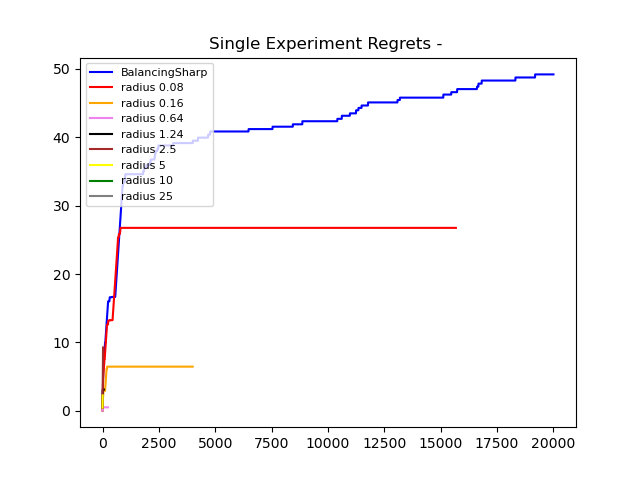 Single Experiment Regrets -
50
40
30
20
10
0
BalancingSharp
radius 0.08
radius 0.16
radius 0.64
radius 1.24
radius 2.5
radius 5
radius 10
radius 25
0 2500 5000 7500 10000 12500 15000 17500 20000